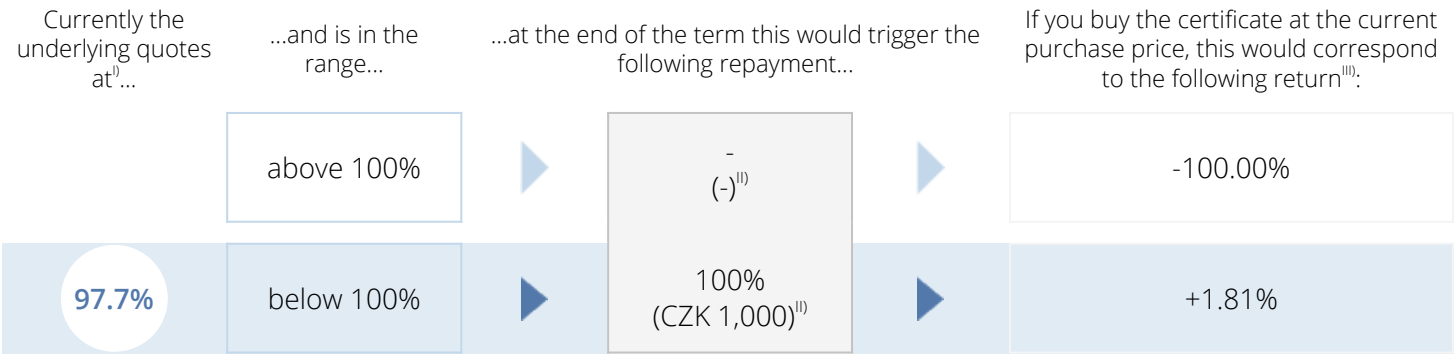 Currently the
underlying quotes
at^I)...
...and is in the
range...
...at the end of the term this would trigger the
following repayment...
If you buy the certificate at the current
purchase price, this would correspond
to the following return^III):
above 100%
-
(-)^II)
-100.00%
97.7%
below 100%
100%
(CZK 1,000)^II)
+1.81%